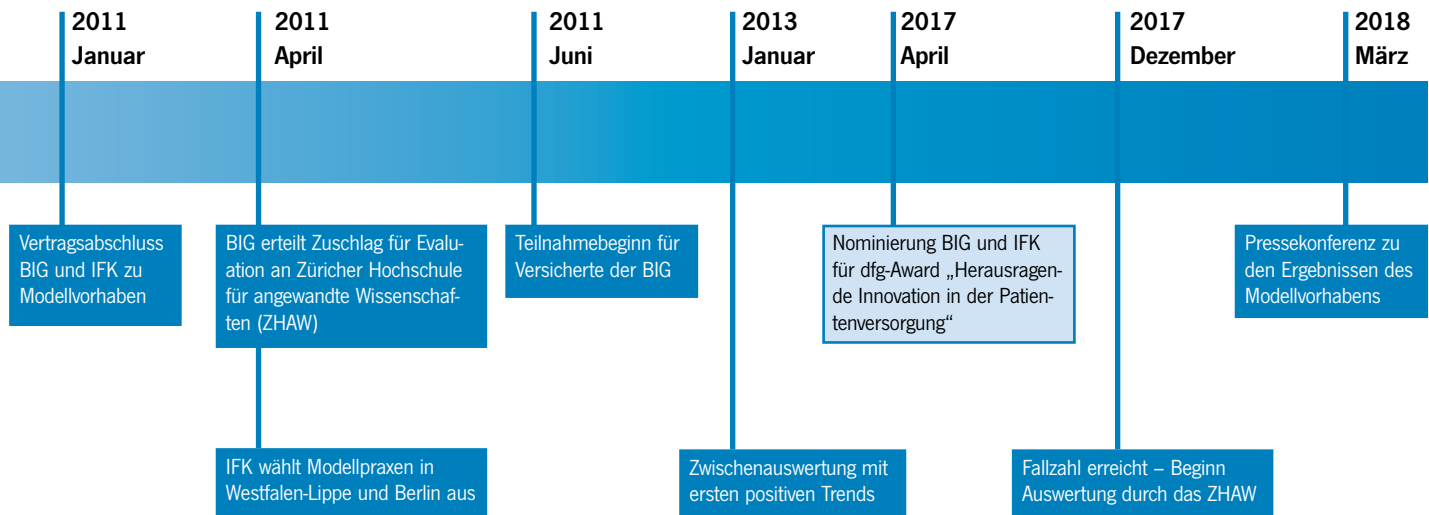 2011
Januar
2011
April
2011
Juni
2013
Januar
2017
April
2017
Dezember
2018
März
Vertragsabschluss
BIG und IFK zu
Modellvorhaben
BIG erteilt Zuschlag für Evalu-
ation an Züricher Hochschule
für angewandte Wissenschaf-
ten (ZHAW)
IFK wählt Modellpraxen in
Westfalen-Lippe und Berlin aus
Teilnahmebeginn für
Versicherte der BIG
Zwischenauswertung mit
ersten positiven Trends
Nominierung BIG und IFK
für dfg-Award „Herausragen-
de Innovation in der Patien-
tenversorgung“
Fallzahl erreicht – Beginn
Auswertung durch das ZHAW
Pressekonferenz zu
den Ergebnissen des
Modellvorhabens